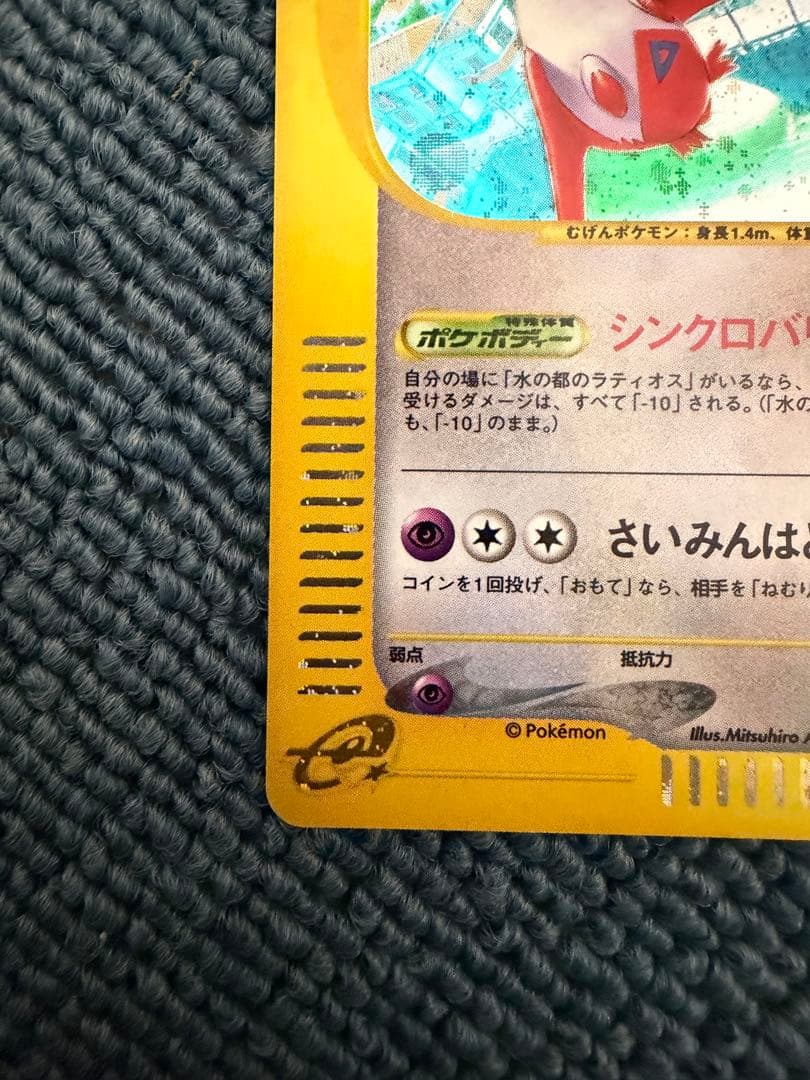 むげんポケモン：身長1.4m、体重
特殊体質
ポケボディー
シンクロバリ
自分の場に「水の都のラティオス」がいるなら、
受けるダメージは、すべて「-10」される。（「水の
も、「-10」のまま。）
さいみんはど
コインを1回投げ、「おもて」なら、相手を「ねむり
弱点
抵抗力
© Pokémon
Illus.Mitsuhiro A
e